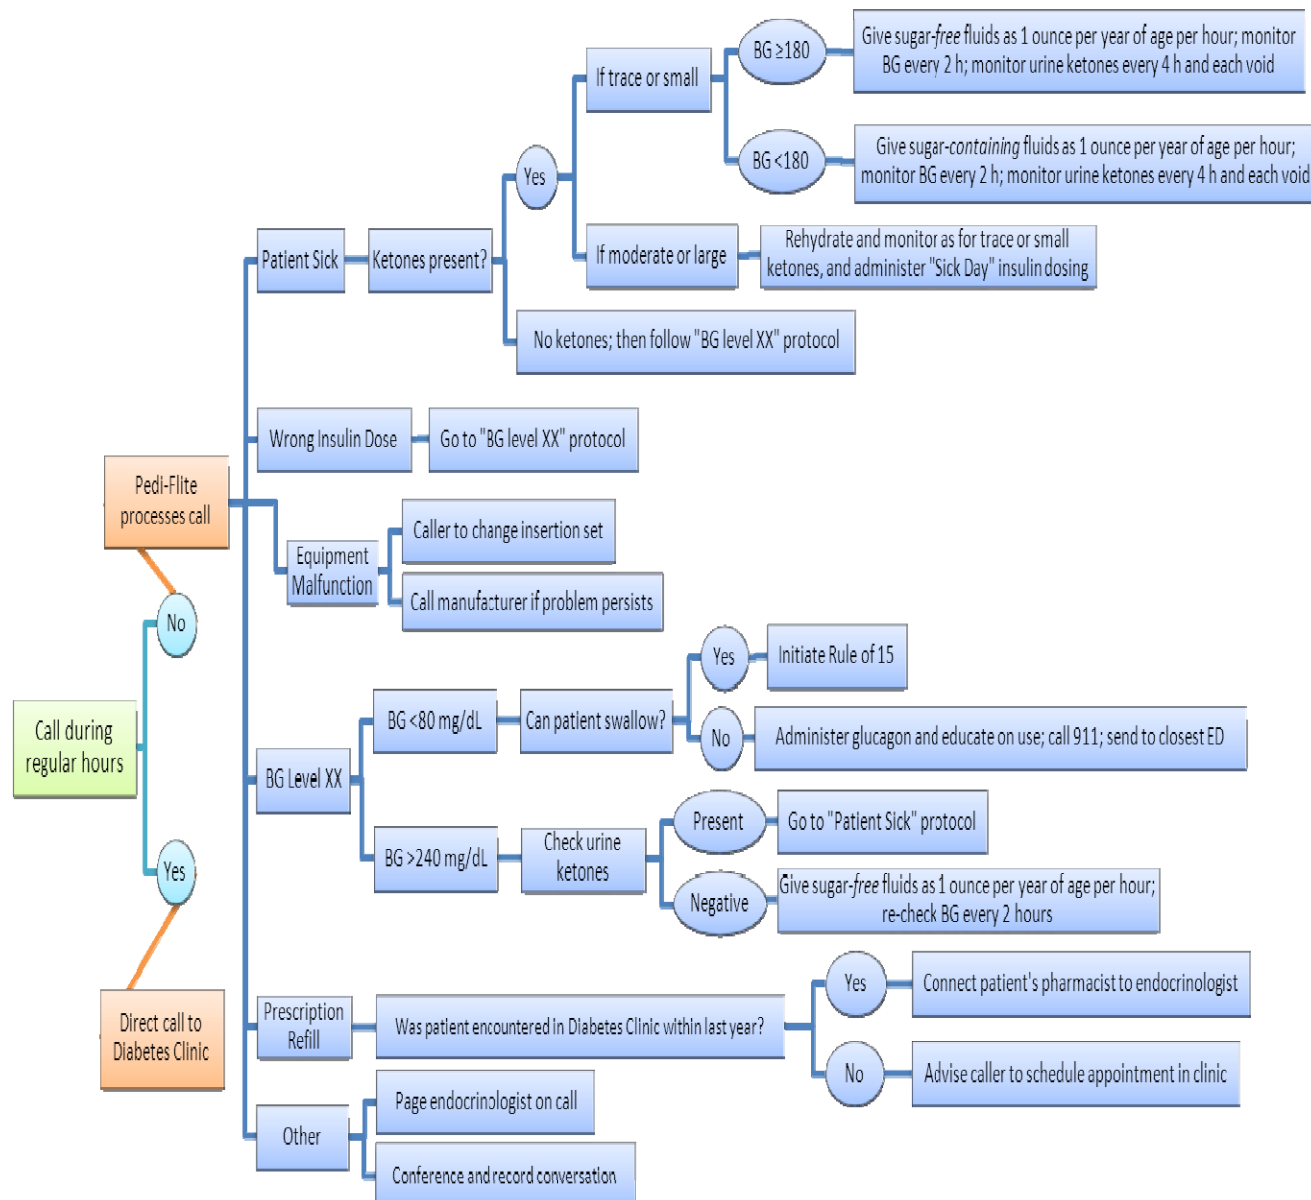 Call during
regular hours
No
Yes
Pedi-Flite
processes call
Direct call to
Diabetes Clinic
Patient Sick
Ketones present?
Yes
If trace or small
BG ≥180
Give sugar-free fluids as 1 ounce per year of age per hour; monitor
BG every 2 h; monitor urine ketones every 4 h and each void
BG <180
Give sugar-containing fluids as 1 ounce per year of age per hour;
monitor BG every 2 h; monitor urine ketones every 4 h and each void
If moderate or large
Rehydrate and monitor as for trace or small
ketones, and administer "Sick Day" insulin dosing
No ketones; then follow "BG level XX" protocol
Wrong Insulin Dose
Go to "BG level XX" protocol
Equipment
Malfunction
Caller to change insertion set
Call manufacturer if problem persists
BG Level XX
BG <80 mg/dL
Can patient swallow?
Yes
Initiate Rule of 15
No
Administer glucagon and educate on use; call 911; send to closest ED
BG >240 mg/dL
Check urine
ketones
Present
Go to "Patient Sick" protocol
Negative
Give sugar-free fluids as 1 ounce per year of age per hour;
re-check BG every 2 hours
Prescription
Refill
Was patient encountered in Diabetes Clinic within last year?
Yes
Connect patient's pharmacist to endocrinologist
No
Advise caller to schedule appointment in clinic
Other
Page endocrinologist on call
Conference and record conversation